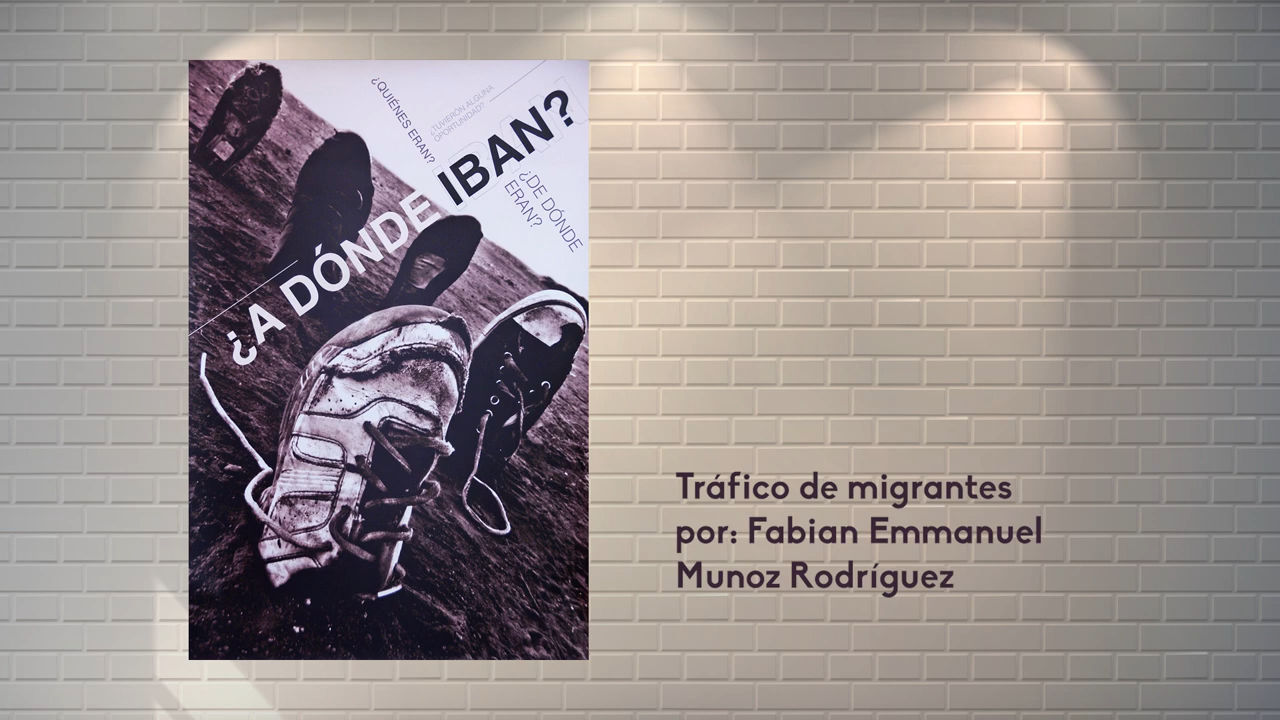 ¿QUIÉNES ERAN?
¿TUVIERON ALGUNA
OPORTUNIDAD?
¿A DÓNDE IBAN?
¿DE DÓNDE
ERAN?
Tráfico de migrantes
por: Fabian Emmanuel
Munoz Rodríguez